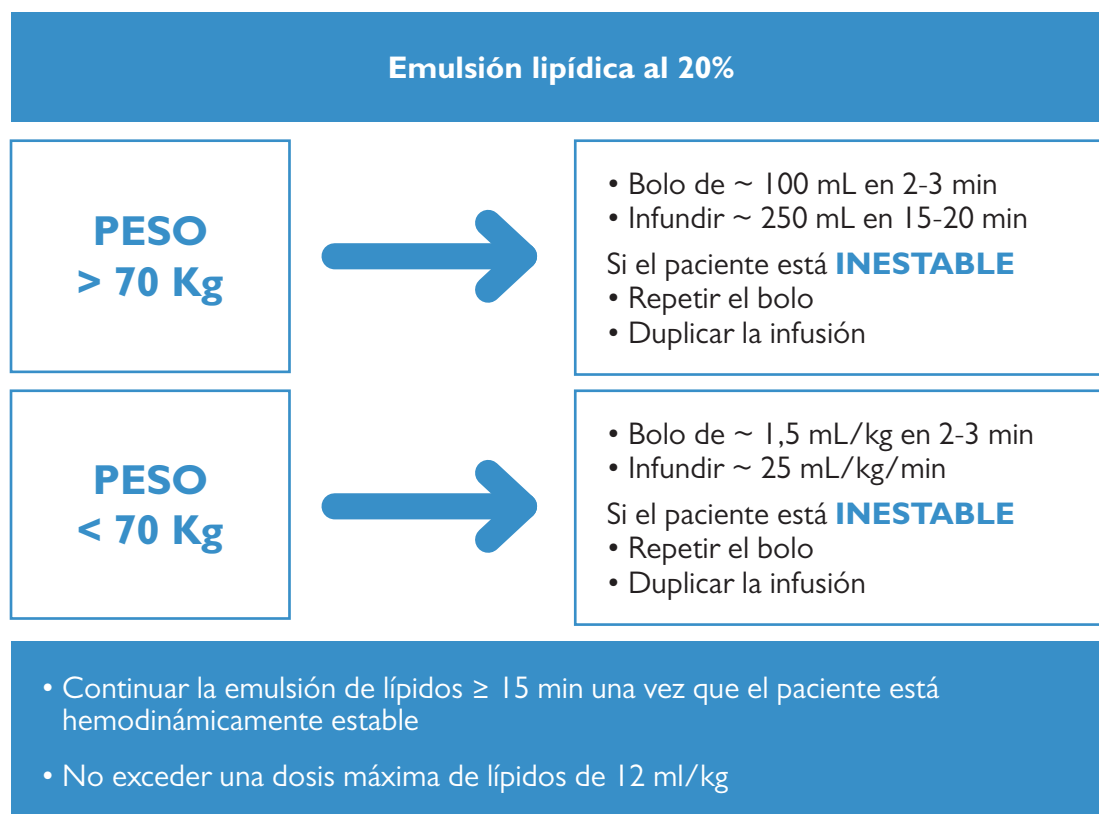 Emulsión lipídica al 20%
PESO
> 70 Kg
• Bolo de ~ 100 mL en 2-3 min
• Infundir ~ 250 mL en 15-20 min
Si el paciente está INESTABLE
• Repetir el bolo
• Duplicar la infusión
PESO
< 70 Kg
• Bolo de ~ 1,5 mL/kg en 2-3 min
• Infundir ~ 25 mL/kg/min
Si el paciente está INESTABLE
• Repetir el bolo
• Duplicar la infusión
• Continuar la emulsión de lípidos ≥ 15 min una vez que el paciente está
hemodinámicamente estable
• No exceder una dosis máxima de lípidos de 12 ml/kg